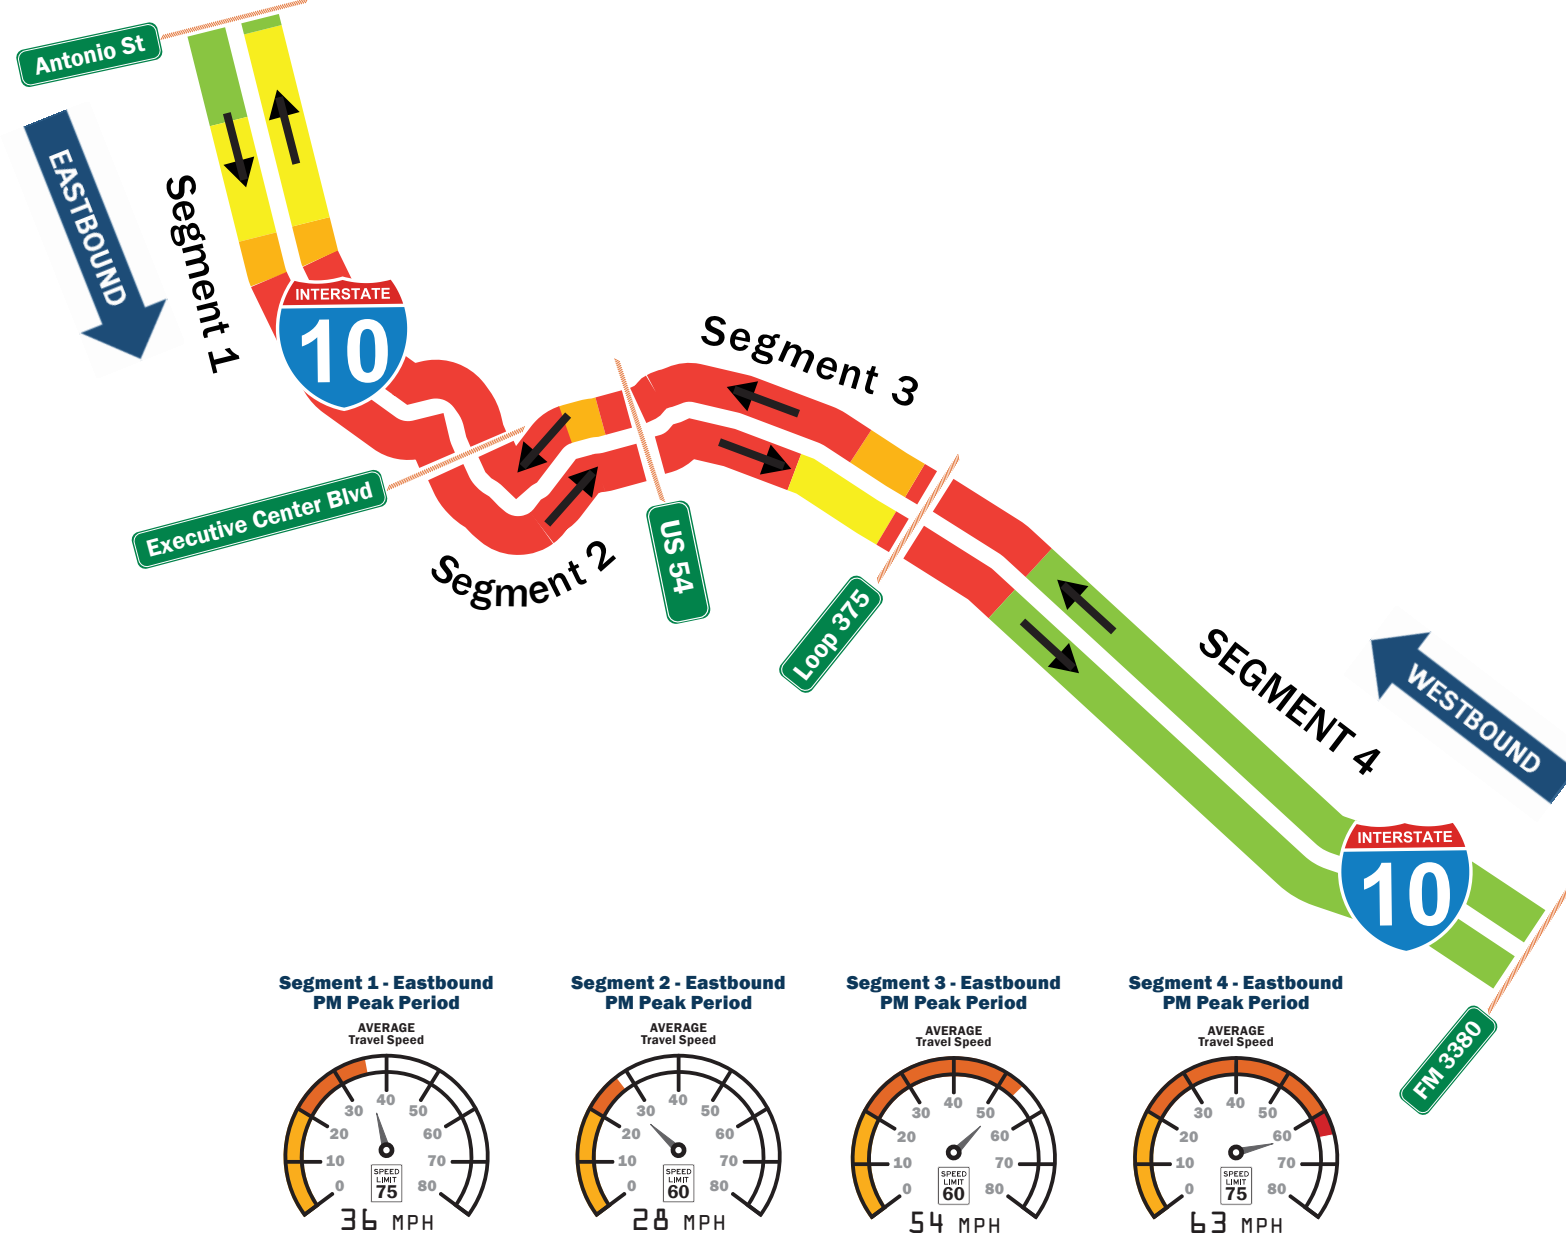 Antonio St
EASTBOUND
Segment 1
INTERSTATE
10
Executive Center Blvd
Segment 2
US 54
Segment 3
Loop 375
SEGMENT 4
WESTBOUND
INTERSTATE
10
FM 3380
Segment 1 - Eastbound
PM Peak Period
AVERAGE
Travel Speed
0 10 20 30 40 50 60 70 80
SPEED
LIMIT
75
36 MPH
Segment 2 - Eastbound
PM Peak Period
AVERAGE
Travel Speed
0 10 20 30 40 50 60 70 80
SPEED
LIMIT
60
28 MPH
Segment 3 - Eastbound
PM Peak Period
AVERAGE
Travel Speed
0 10 20 30 40 50 60 70 80
SPEED
LIMIT
60
54 MPH
Segment 4 - Eastbound
PM Peak Period
AVERAGE
Travel Speed
0 10 20 30 40 50 60 70 80
SPEED
LIMIT
75
63 MPH